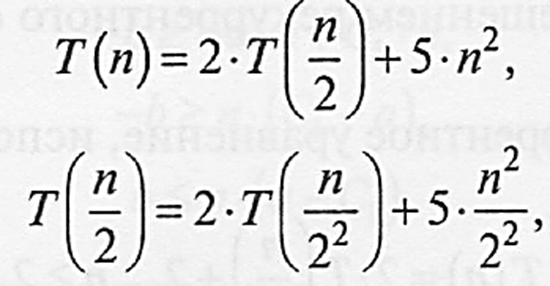 T(n) = 2 · T(n/2) + 5 · n²,
T(n/2) = 2 · T(n/2²) + 5 · n²/2²,